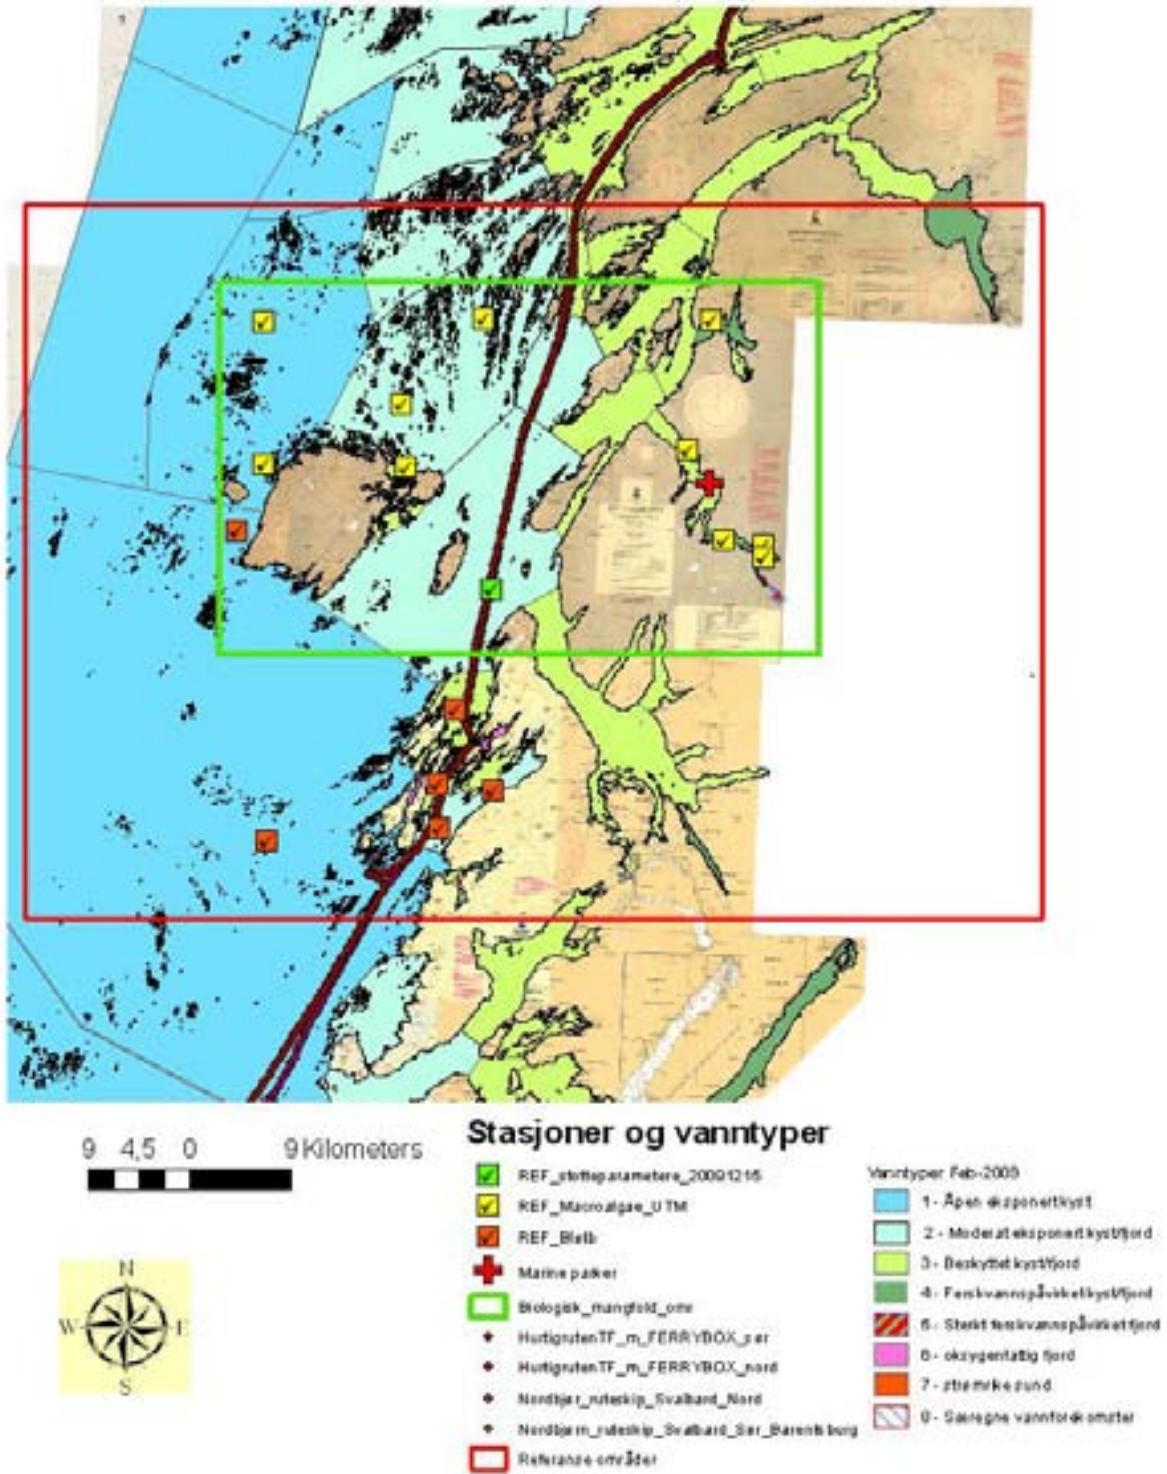 9 4,5 0 9 Kilometers
N
W E
S
Stasjoner og vanntyper
REF_støtteparametere_20091216
REF_Macroalgae_UTM
REF_Bløtb
Marine parker
Biologisk_mangfold_omr
HurtigrutenTF_m_FERRYBOX_sør
HurtigrutenTF_m_FERRYBOX_nord
Nordbjør_ruteskip_Svalbard_Nord
Nordbjørn_ruteskip_Svalbard_Sør_Barentsburg
Referanse områder
Vanntyper Feb-2009
1 - Åpen eksponert kyst
2 - Moderat eksponert kyst/fjord
3 - Beskyttet kyst/fjord
4 - Ferskvannspåvirket kyst/fjord
5 - Sterkt ferskvannspåvirket fjord
6 - oksygenfattig fjord
7 - strømrike sund
8 - Særegne vannforekomster